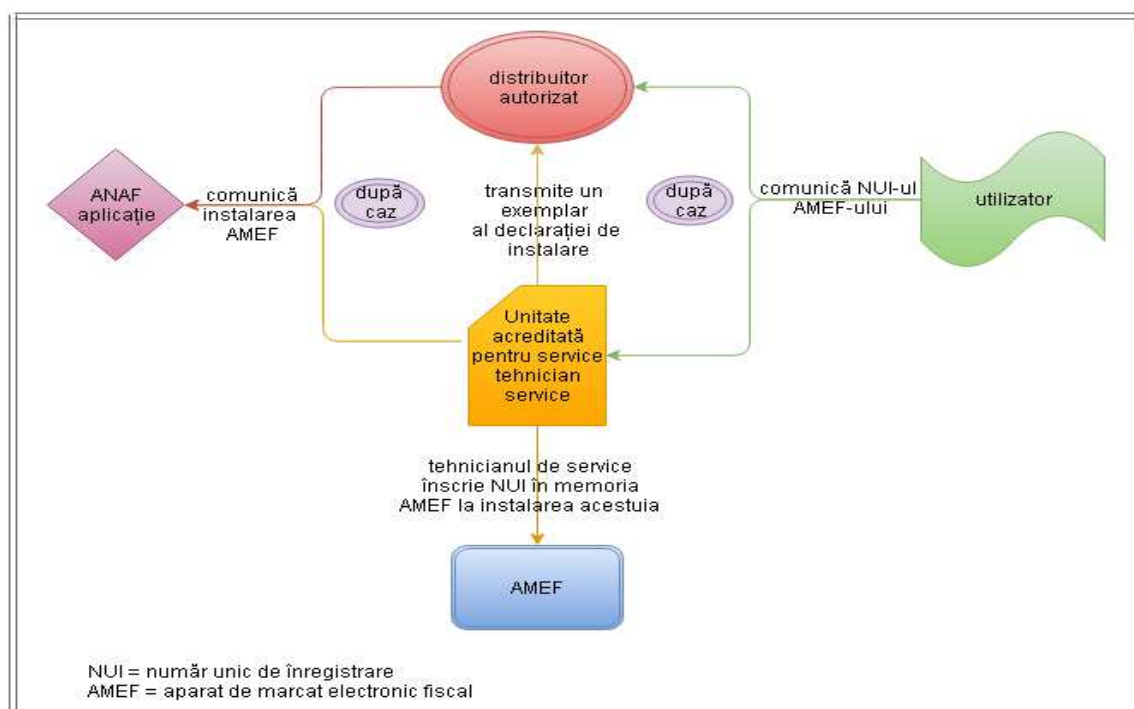 distribuitor
autorizat
ANAF
aplicație
comunică
instalarea
AMEF
după
caz
transmite un
exemplar
al declarației de
instalare
după
caz
comunică NUI-ul
AMEF-ului
utilizator
Unitate
acreditată
pentru service
tehnician
service
tehnicianul de service
înscrie NUI în memoria
AMEF la instalarea acestuia
AMEF
NUI = număr unic de înregistrare
AMEF = aparat de marcat electronic fiscal